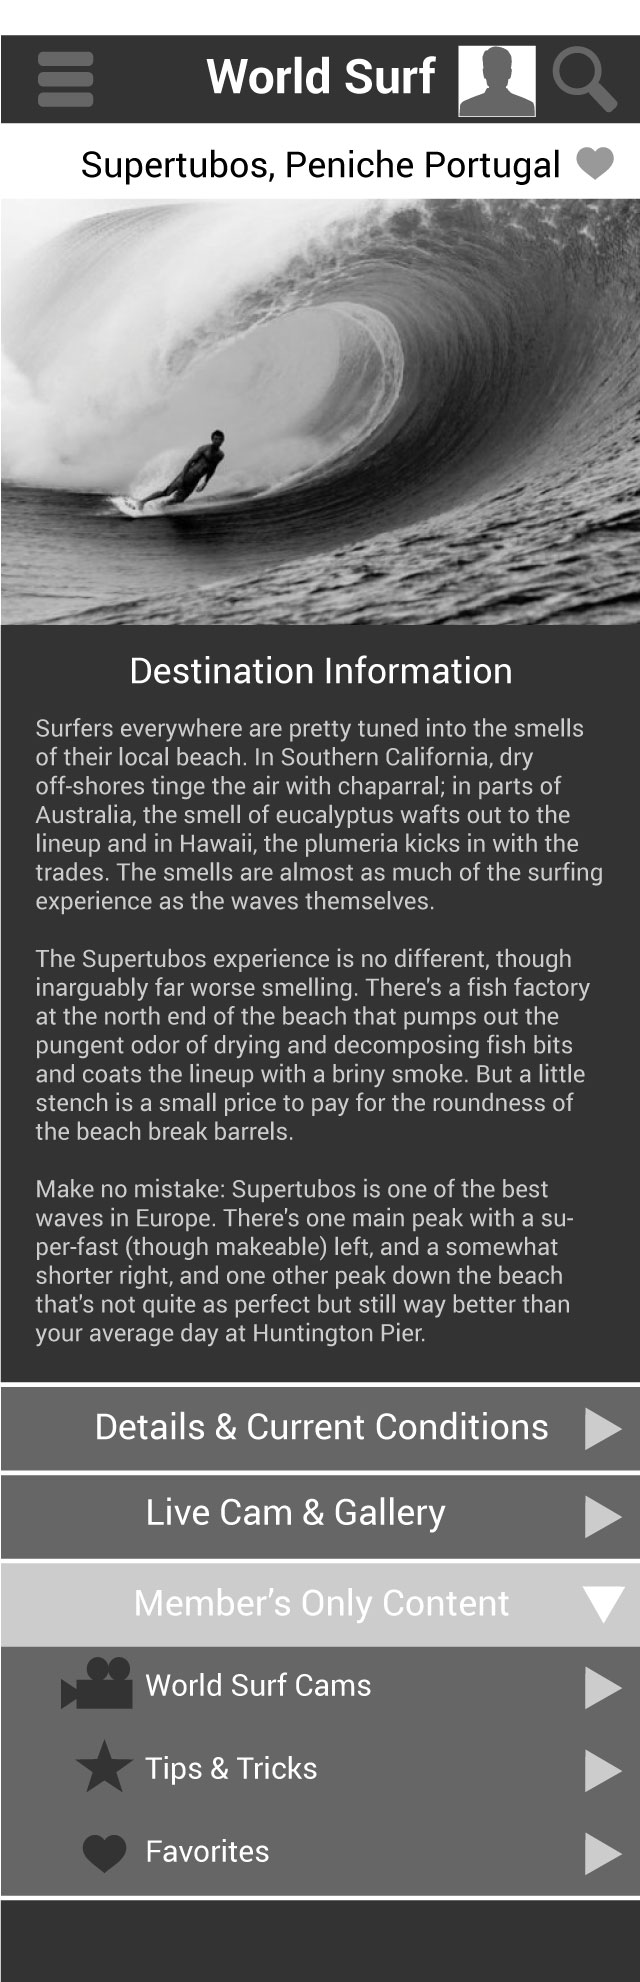 World Surf
Supertubos, Peniche Portugal
Destination Information
Surfers everywhere are pretty tuned into the smells
of their local beach. In Southern California, dry
off-shores tinge the air with chaparral; in parts of
Australia, the smell of eucalyptus wafts out to the
lineup and in Hawaii, the plumeria kicks in with the
trades. The smells are almost as much of the surfing
experience as the waves themselves.
The Supertubos experience is no different, though
inarguably far worse smelling. There's a fish factory
at the north end of the beach that pumps out the
pungent odor of drying and decomposing fish bits
and coats the lineup with a briny smoke. But a little
stench is a small price to pay for the roundness of
the beach break barrels.
Make no mistake: Supertubos is one of the best
waves in Europe. There's one main peak with a su-
per-fast (though makeable) left, and a somewhat
shorter right, and one other peak down the beach
that's not quite as perfect but still way better than
your average day at Huntington Pier.
Details & Current Conditions
Live Cam & Gallery
Member’s Only Content
World Surf Cams
Tips & Tricks
Favorites